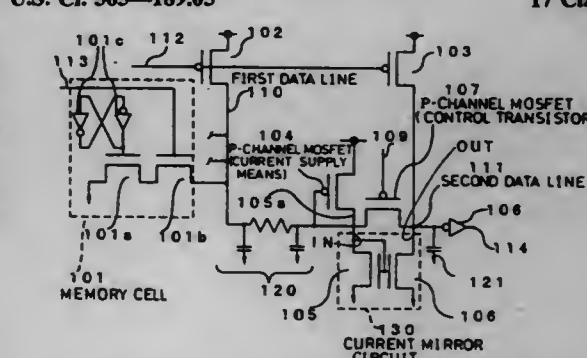 U.S. Cl. 365—189.05
17 Cl
101c
112
102
103
113
FIRST DATA LINE
107
110
P-CHANNEL MOSFET
(CONTROL TRANSISTOR
104
109
P-CHANNEL MOSFET
(CURRENT SUPPLY
MEANS)
OUT
111
SECOND DATA LINE
105a
106
101a
101b
IN
114
101
120
121
MEMORY CELL
105
106
130
CURRENT MIRROR
CIRCUIT